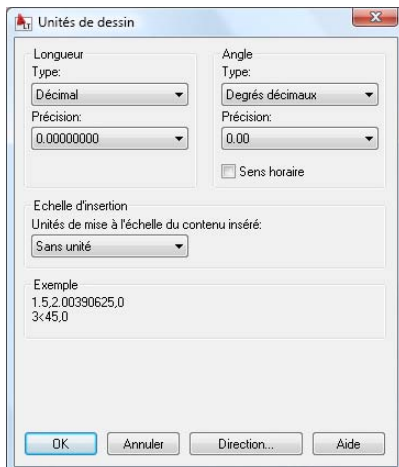 LT
Unités de dessin
Longueur
Type:
Décimal
Précision:
0.00000000
Angle
Type:
Degrés décimaux
Précision:
0.00
Sens horaire
Echelle d'insertion
Unités de mise à l'échelle du contenu inséré:
Sans unité
Exemple
1.5,2.00390625,0
3<45,0
OK
Annuler
Direction...
Aide